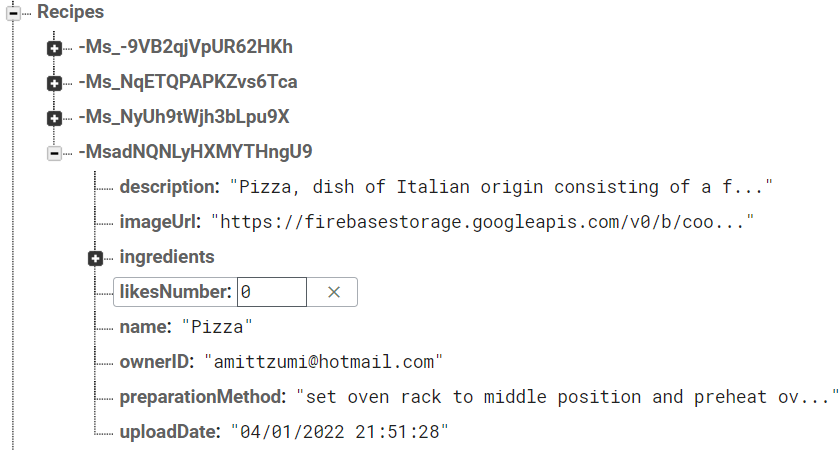 Recipes
-Ms_-9VB2qjVpUR62HKh
-Ms_NqETQPAPKZvs6Tca
-Ms_NyUh9tWjh3bLpu9X
-MsadNQNLyHXMYTHngU9
description: "Pizza, dish of Italian origin consisting of a f..."
imageUrl: "https://firebasestorage.googleapis.com/v0/b/coo..."
ingredients
likesNumber: 0
name: "Pizza"
ownerID: "amittzumi@hotmail.com"
preparationMethod: "set oven rack to middle position and preheat ov..."
uploadDate: "04/01/2022 21:51:28"